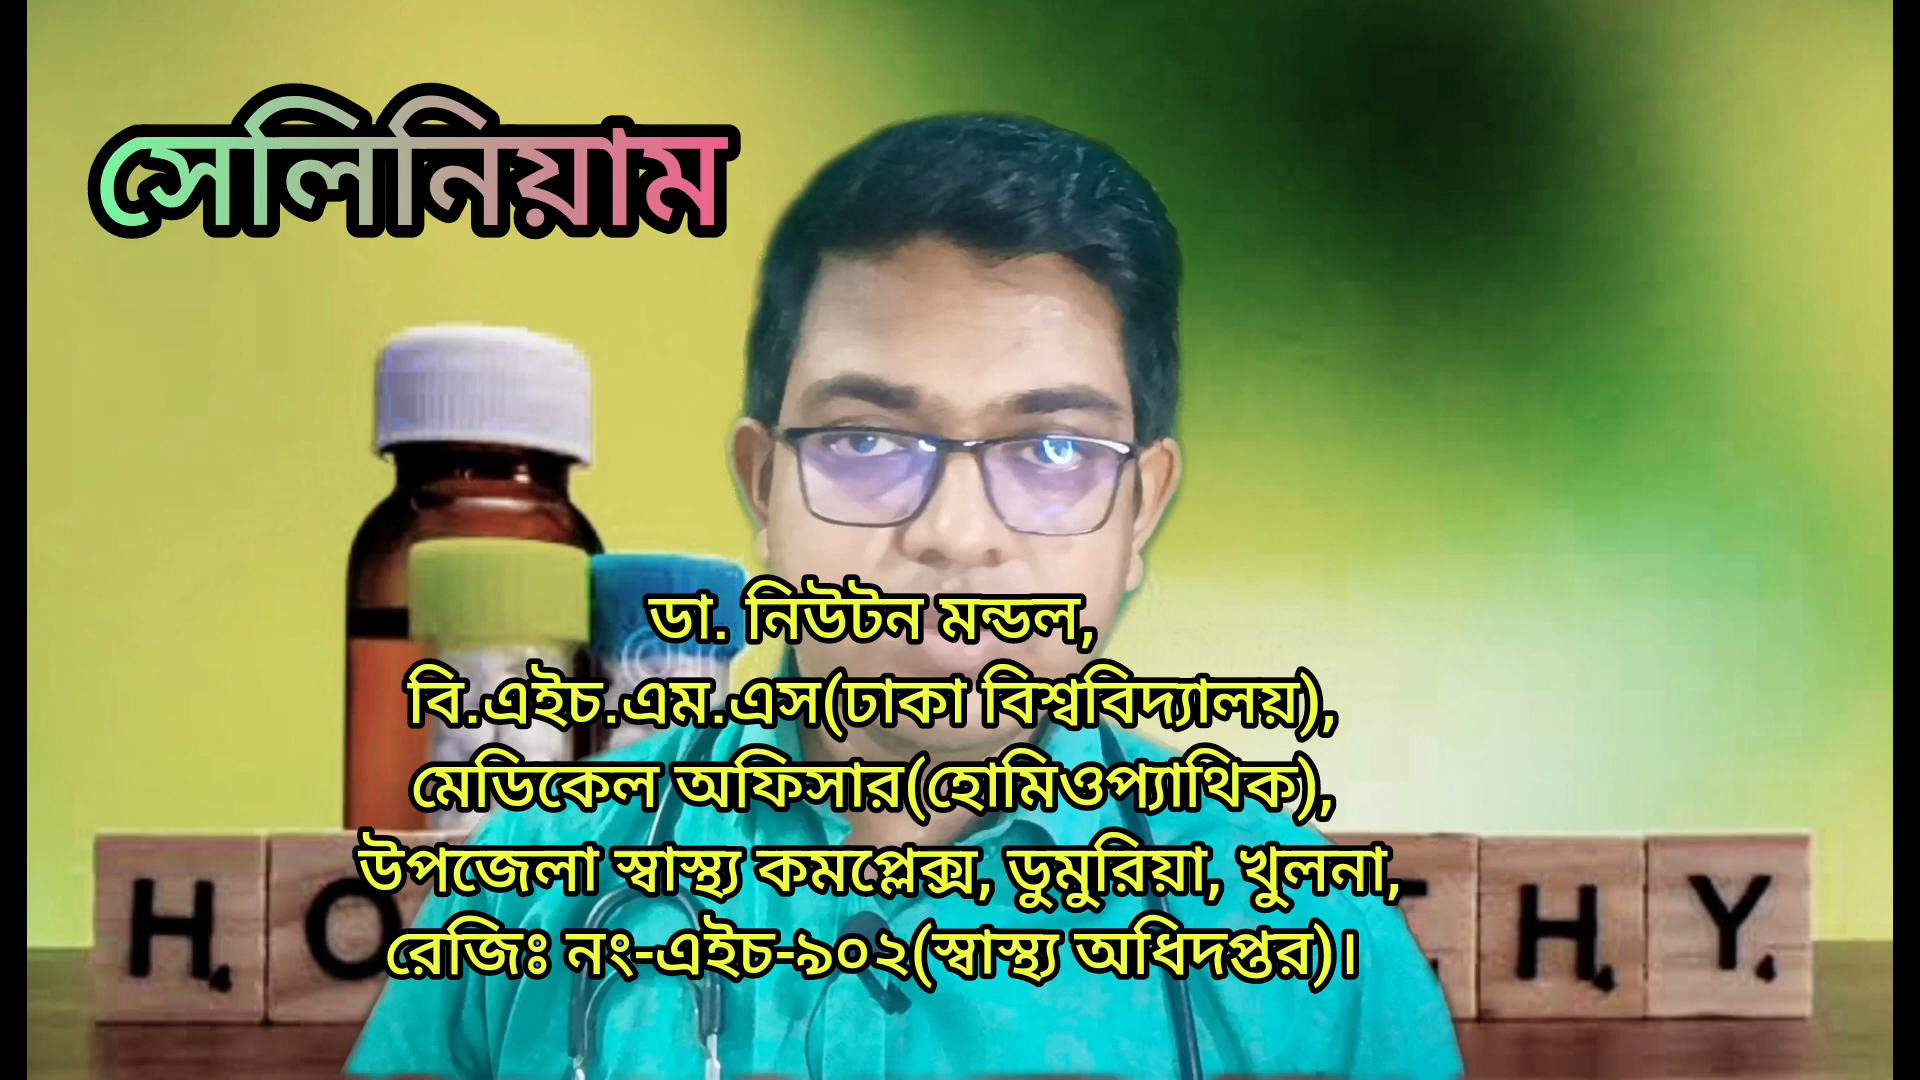 সেলিনিয়াম
ডা. নিউটন মন্ডল,
বি.এইচ.এম.এস(ঢাকা বিশ্ববিদ্যালয়),
মেডিকেল অফিসার(হোমিওপ্যাথিক),
উপজেলা স্বাস্থ্য কমপ্লেক্স, ডুমুরিয়া, খুলনা,
রেজিঃ নং-এইচ-৯০২(স্বাস্থ্য অধিদপ্তর)।
H O H Y